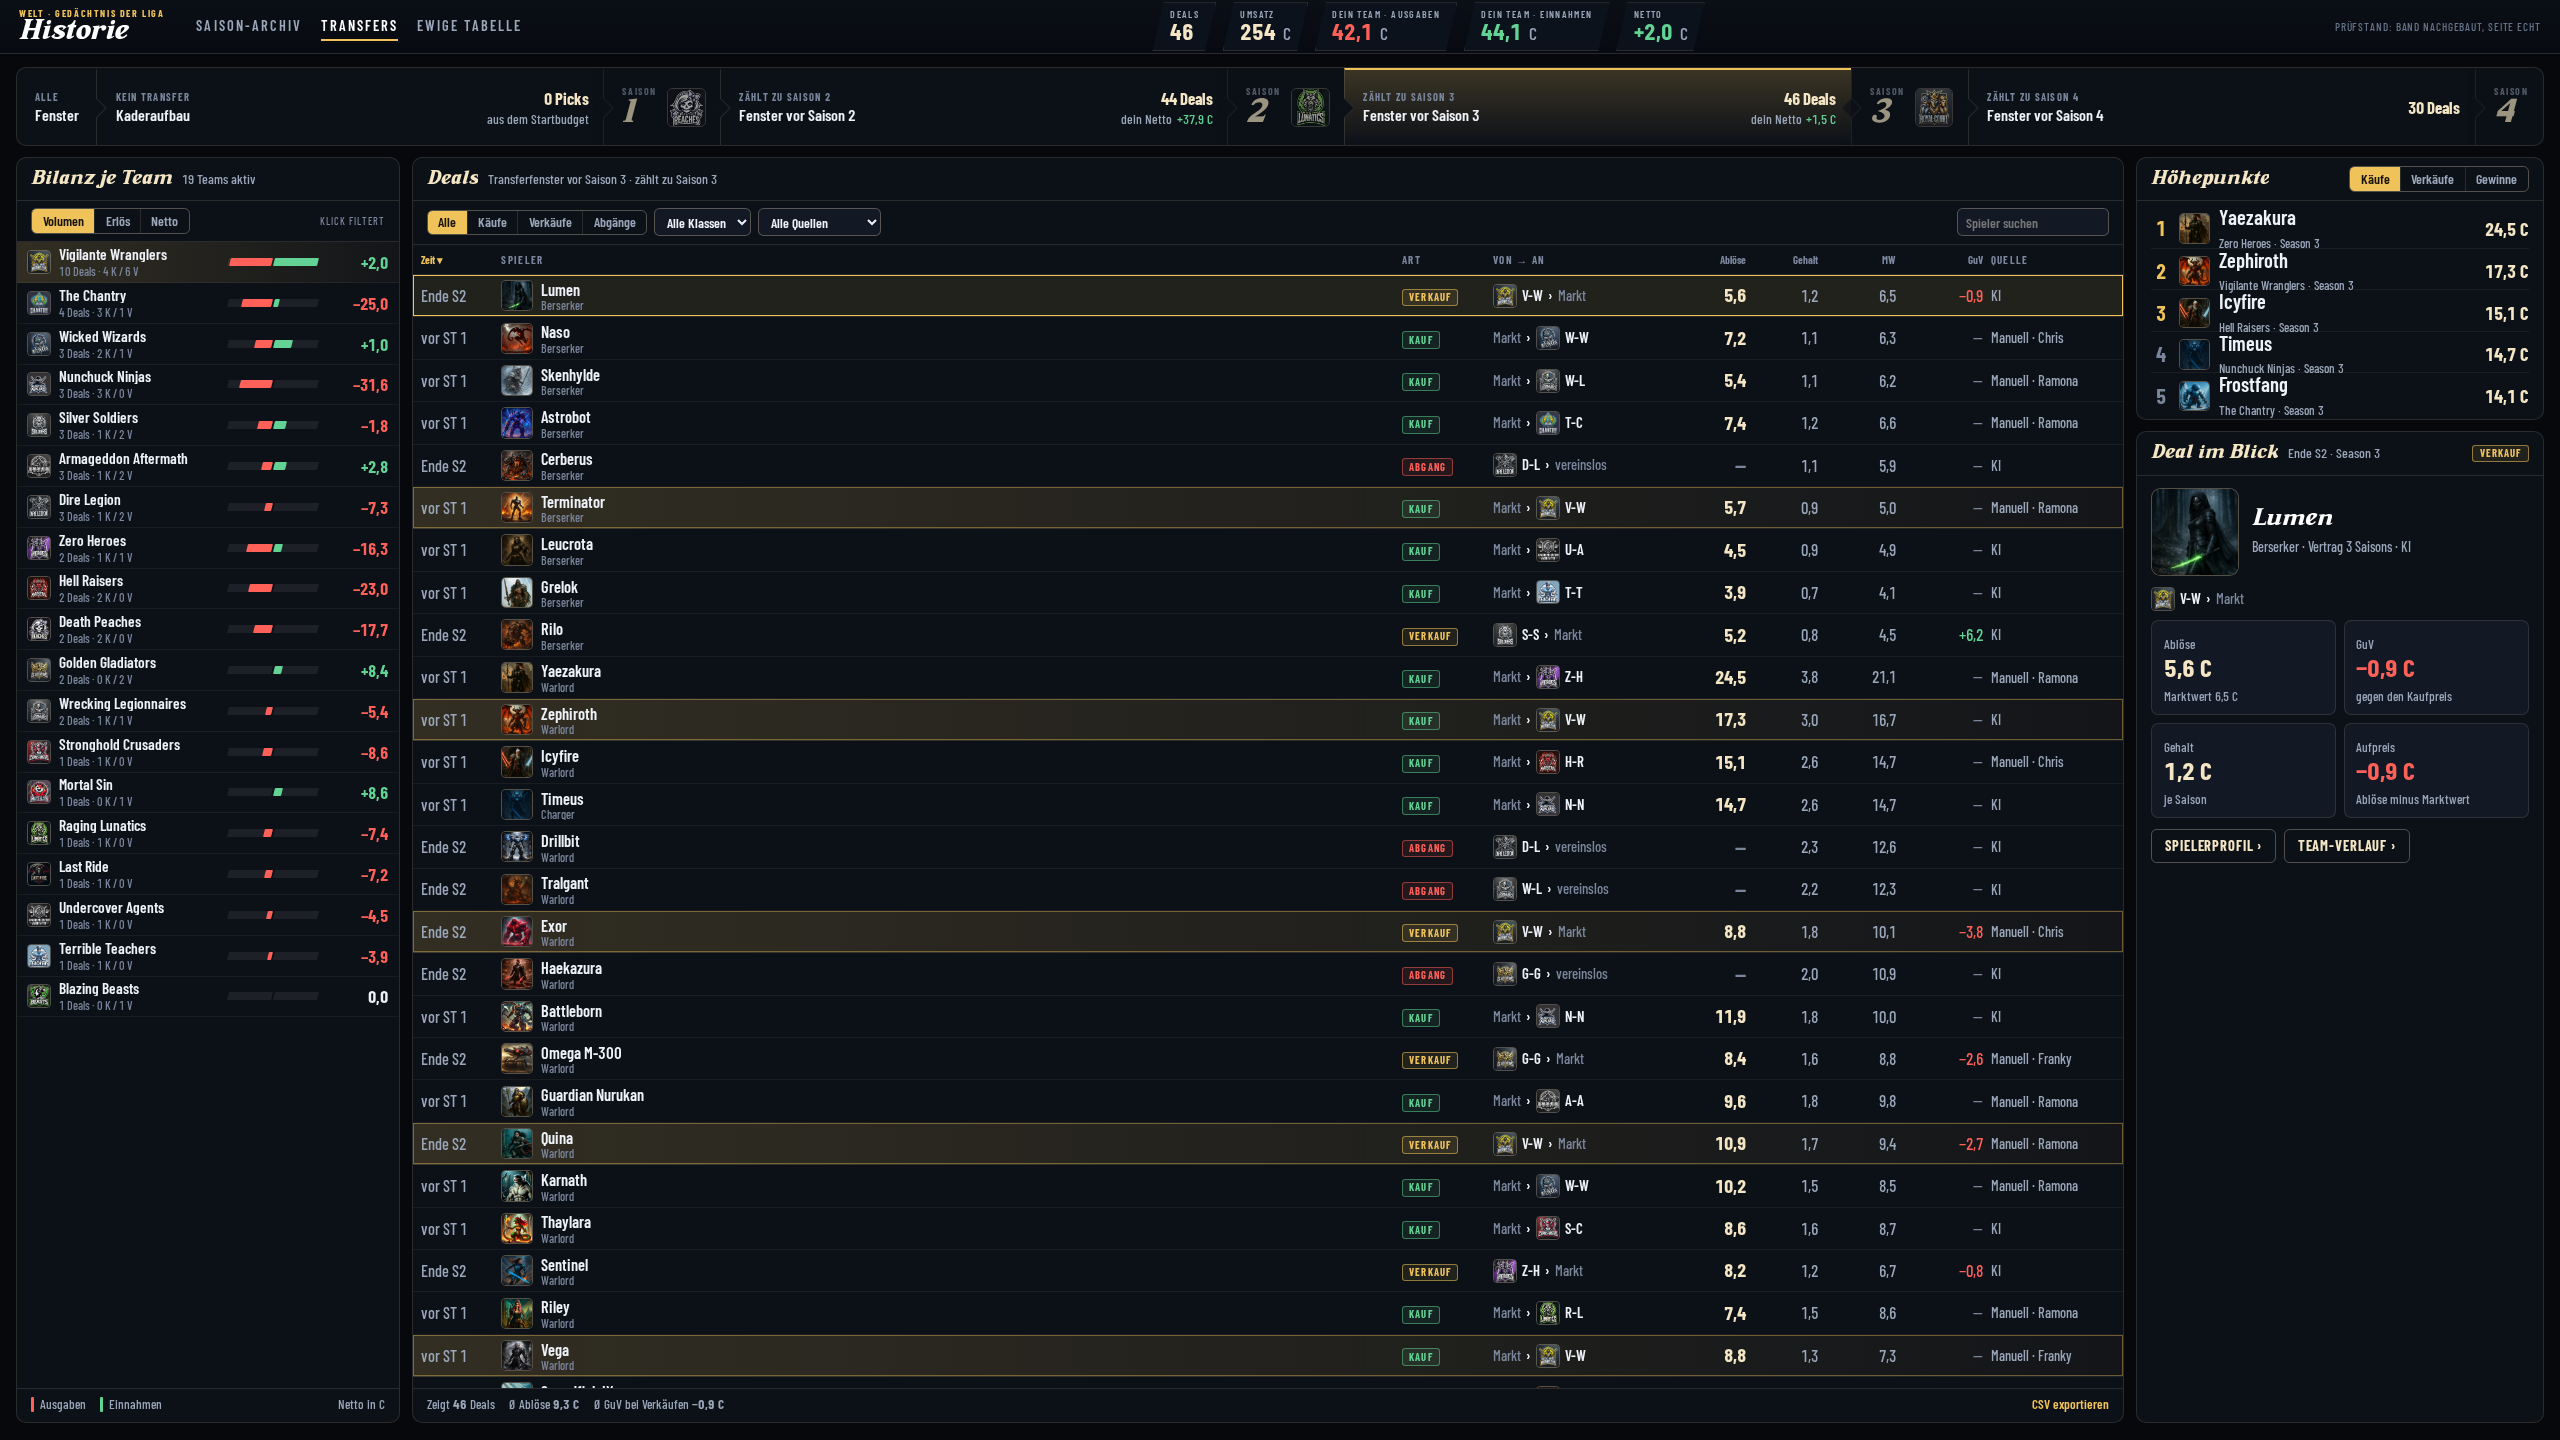 WELT · GEDÄCHTNIS DER LIGA
Historie
SAISON-ARCHIV TRANSFERS EWIGE TABELLE
DEALS 46
UMSATZ 254 C
DEIN TEAM · AUSGABEN 42,1 C
DEIN TEAM · EINNAHMEN 44,1 C
NETTO +2,0 C
PRÜFSTAND: BAND NACHGEBAUT, SEITE ECHT
ALLE Fenster
KEIN TRANSFER Kaderaufbau 0 Picks aus dem Startbudget
SAISON 1
ZÄHLT ZU SAISON 2 Fenster vor Saison 2 44 Deals dein Netto +37,9 C
SAISON 2
ZÄHLT ZU SAISON 3 Fenster vor Saison 3 46 Deals dein Netto +1,5 C
SAISON 3
ZÄHLT ZU SAISON 4 Fenster vor Saison 4 30 Deals
SAISON 4
Bilanz je Team 19 Teams aktiv
Volumen Erlös Netto KLICK FILTERT
Vigilante Wranglers +2,0
10 Deals · 4 K / 6 V
The Chantry −25,0
4 Deals · 3 K / 1 V
Wicked Wizards +1,0
3 Deals · 2 K / 1 V
Nunchuck Ninjas −31,6
3 Deals · 3 K / 0 V
Silver Soldiers −1,8
3 Deals · 1 K / 2 V
Armageddon Aftermath +2,8
3 Deals · 1 K / 2 V
Dire Legion −7,3
3 Deals · 1 K / 2 V
Zero Heroes −16,3
2 Deals · 1 K / 1 V
Hell Raisers −23,0
2 Deals · 2 K / 0 V
Death Peaches −17,7
2 Deals · 2 K / 0 V
Golden Gladiators +8,4
2 Deals · 0 K / 2 V
Wrecking Legionnaires −5,4
2 Deals · 1 K / 1 V
Stronghold Crusaders −8,6
1 Deals · 1 K / 0 V
Mortal Sin +8,6
1 Deals · 0 K / 1 V
Raging Lunatics −7,4
1 Deals · 1 K / 0 V
Last Ride −7,2
1 Deals · 1 K / 0 V
Undercover Agents −4,5
1 Deals · 1 K / 0 V
Terrible Teachers −3,9
1 Deals · 1 K / 0 V
Blazing Beasts 0,0
1 Deals · 0 K / 1 V
Ausgaben Einnahmen Netto in C
Deals Transferfenster vor Saison 3 · zählt zu Saison 3
Alle Käufe Verkäufe Abgänge Alle Klassen Alle Quellen Spieler suchen
Zeit ▾ SPIELER ART VON → AN Ablöse Gehalt MW GuV QUELLE
Ende S2 Lumen Berserker VERKAUF V-W › Markt 5,6 1,2 6,5 −0,9 KI
vor ST 1 Naso Berserker KAUF Markt › W-W 7,2 1,1 6,3 — Manuell · Chris
vor ST 1 Skenhylde Berserker KAUF Markt › W-L 5,4 1,1 6,2 — Manuell · Ramona
vor ST 1 Astrobot Berserker KAUF Markt › T-C 7,4 1,2 6,6 — Manuell · Ramona
Ende S2 Cerberus Berserker ABGANG D-L › vereinslos — 1,1 5,9 — KI
vor ST 1 Terminator Berserker KAUF Markt › V-W 5,7 0,9 5,0 — Manuell · Ramona
vor ST 1 Leucrota Berserker KAUF Markt › U-A 4,5 0,9 4,9 — KI
vor ST 1 Grelok Berserker KAUF Markt › T-T 3,9 0,7 4,1 — KI
Ende S2 Rilo Berserker VERKAUF S-S › Markt 5,2 0,8 4,5 +6,2 KI
vor ST 1 Yaezakura Warlord KAUF Markt › Z-H 24,5 3,8 21,1 — Manuell · Ramona
vor ST 1 Zephiroth Warlord KAUF Markt › V-W 17,3 3,0 16,7 — KI
vor ST 1 Icyfire Warlord KAUF Markt › H-R 15,1 2,6 14,7 — Manuell · Chris
vor ST 1 Timeus Charger KAUF Markt › N-N 14,7 2,6 14,7 — KI
Ende S2 Drillbit Warlord ABGANG D-L › vereinslos — 2,3 12,6 — KI
Ende S2 Tralgant Warlord ABGANG W-L › vereinslos — 2,2 12,3 — KI
Ende S2 Exor Warlord VERKAUF V-W › Markt 8,8 1,8 10,1 −3,8 Manuell · Chris
Ende S2 Haekazura Warlord ABGANG G-G › vereinslos — 2,0 10,9 — KI
vor ST 1 Battleborn Warlord KAUF Markt › N-N 11,9 1,8 10,0 — KI
Ende S2 Omega M-300 Warlord VERKAUF G-G › Markt 8,4 1,6 8,8 −2,6 Manuell · Franky
vor ST 1 Guardian Nurukan Warlord KAUF Markt › A-A 9,6 1,8 9,8 — Manuell · Ramona
Ende S2 Quina Warlord VERKAUF V-W › Markt 10,9 1,7 9,4 −2,7 Manuell · Ramona
vor ST 1 Karnath Warlord KAUF Markt › W-W 10,2 1,5 8,5 — Manuell · Ramona
vor ST 1 Thaylara Warlord KAUF Markt › S-C 8,6 1,6 8,7 — KI
Ende S2 Sentinel Warlord VERKAUF Z-H › Markt 8,2 1,2 6,7 −0,8 KI
vor ST 1 Riley Warlord KAUF Markt › R-L 7,4 1,5 8,6 — Manuell · Ramona
vor ST 1 Vega Warlord KAUF Markt › V-W 8,8 1,3 7,3 — Manuell · Franky
Zeigt 46 Deals Ø Ablöse 9,3 C Ø GuV bei Verkäufen −0,9 C CSV exportieren
Höhepunkte Käufe Verkäufe Gewinne
1 Yaezakura 24,5 C
Zero Heroes · Season 3
2 Zephiroth 17,3 C
Vigilante Wranglers · Season 3
3 Icyfire 15,1 C
Hell Raisers · Season 3
4 Timeus 14,7 C
Nunchuck Ninjas · Season 3
5 Frostfang 14,1 C
The Chantry · Season 3
Deal im Blick Ende S2 · Season 3 VERKAUF
Lumen
Berserker · Vertrag 3 Saisons · KI
V-W › Markt
Ablöse 5,6 C Marktwert 6,5 C
GuV −0,9 C gegen den Kaufpreis
Gehalt 1,2 C je Saison
Aufpreis −0,9 C Ablöse minus Marktwert
SPIELERPROFIL › TEAM-VERLAUF ›